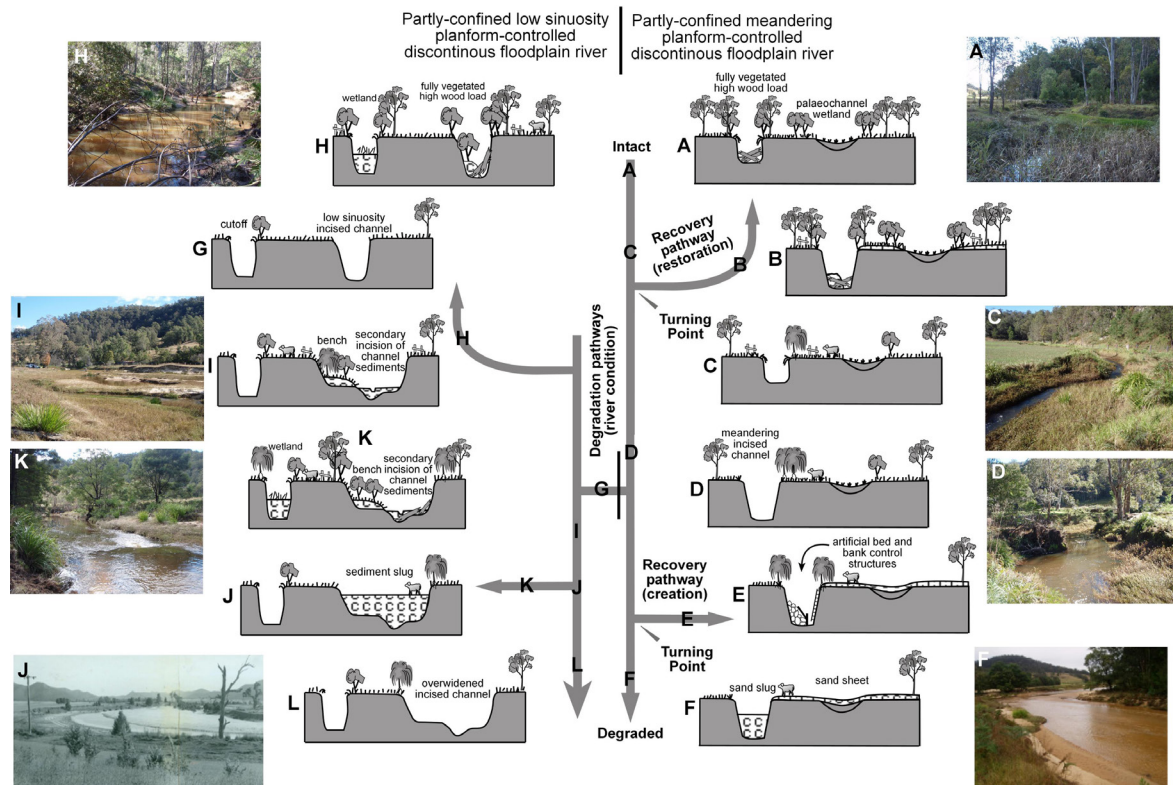 Partly-confined low sinuosity
planform-controlled
discontinous floodplain river
Partly-confined meandering
planform-controlled
discontinous floodplain river
H
wetland
fully vegetated
high wood load
H
fully vegetated
high wood load
palaeochannel
wetland
A
A
Intact
A
cutoff
low sinuosity
incised channel
G
C
Recovery
pathway
(restoration)
B
B
Turning
Point
H
Degradation pathways
(river condition)
I
bench
secondary
incision of
channel
sediments
I
C
C
K
K
wetland
secondary
bench incision of
channel
sediments
K
D
G
meandering
incised
channel
D
D
I
sediment slug
J
K
J
Recovery
pathway
(creation)
E
artificial bed and
bank control
structures
E
Turning
Point
J
overwidened
incised channel
L
L
F
Degraded
sand slug
sand sheet
F
F